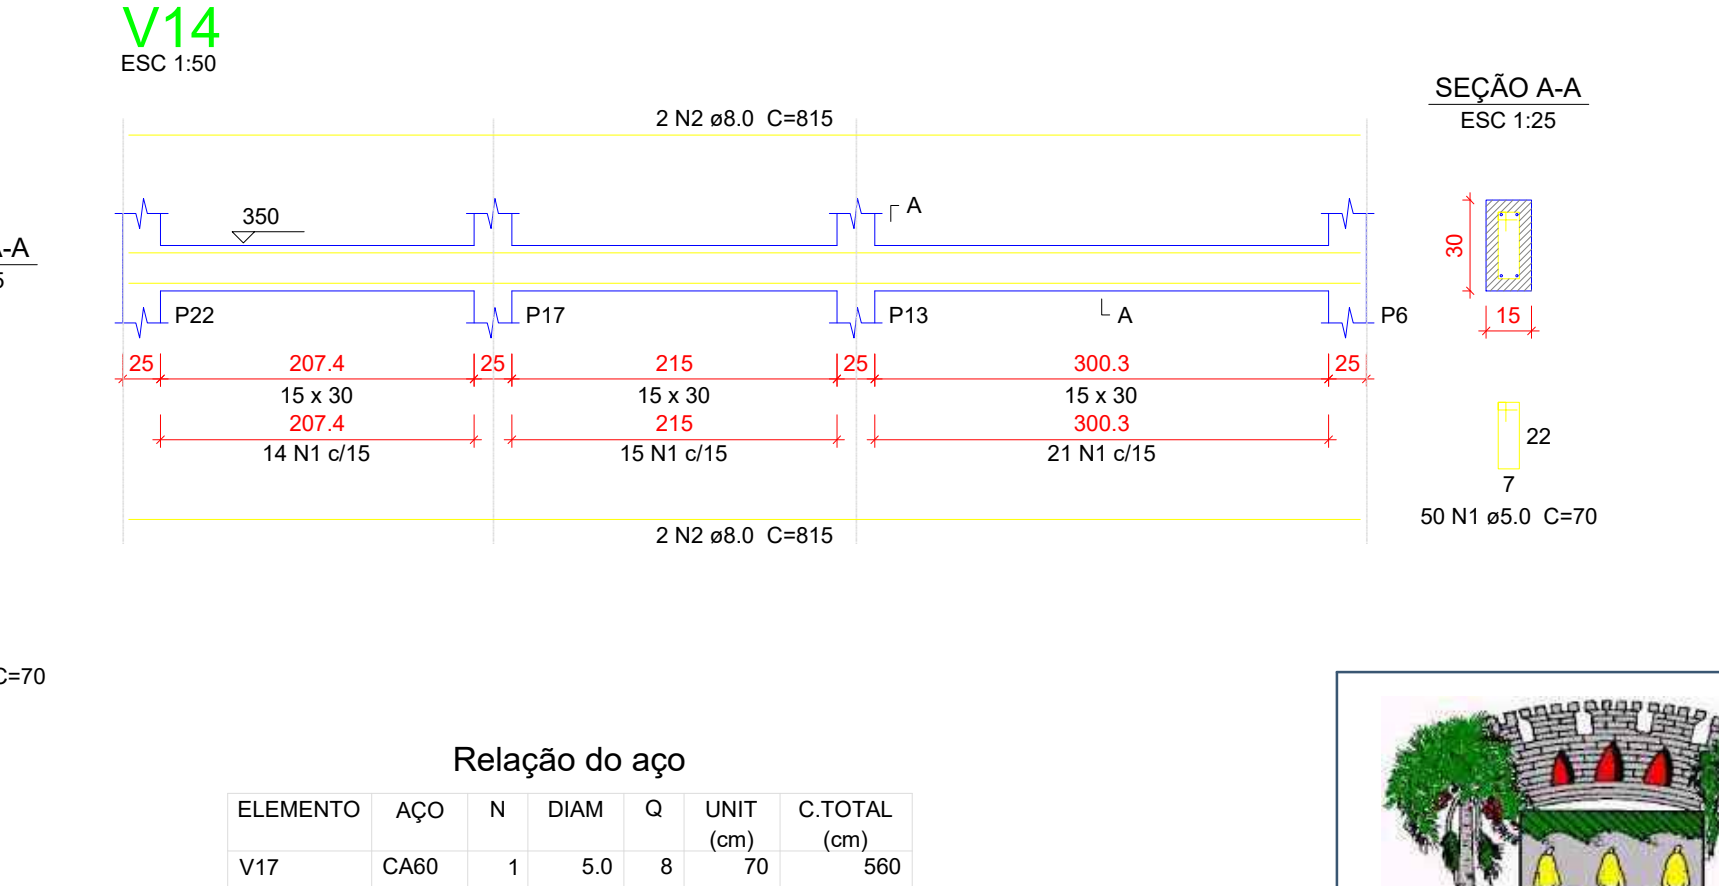 V14
ESC 1:50
SEÇÃO A-A
ESC 1:25
2 N2 ø8.0 C=815
A
350
-A
30
P22
P17
P13
A
P6
15
25
207.4
25
215
25
300.3
25
15 x 30
15 x 30
15 x 30
207.4
215
300.3
14 N1 c/15
15 N1 c/15
21 N1 c/15
22
7
50 N1 ø5.0 C=70
2 N2 ø8.0 C=815
C=70
Relação do aço
ELEMENTO AÇO N DIAM Q UNIT C.TOTAL
(cm) (cm)
V17 CA60 1 5.0 8 70 560